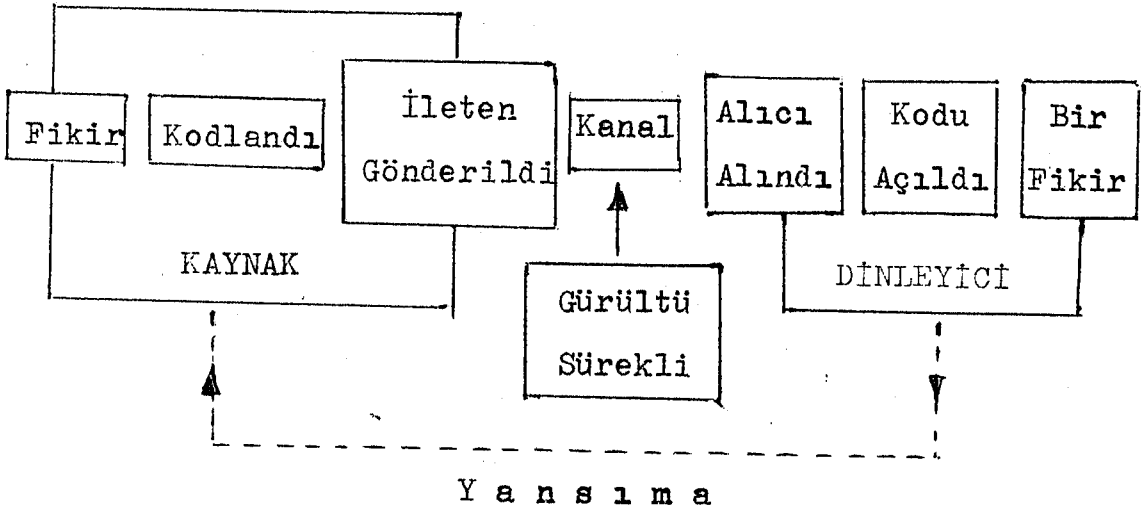 Fikir
Kodlandı
İleten
Gönderildi
Kanal
Alıcı
Alındı
Kodu
Açıldı
Bir
Fikir
KAYNAK
Gürültü
Sürekli
DİNLEYİCİ
Yansıma